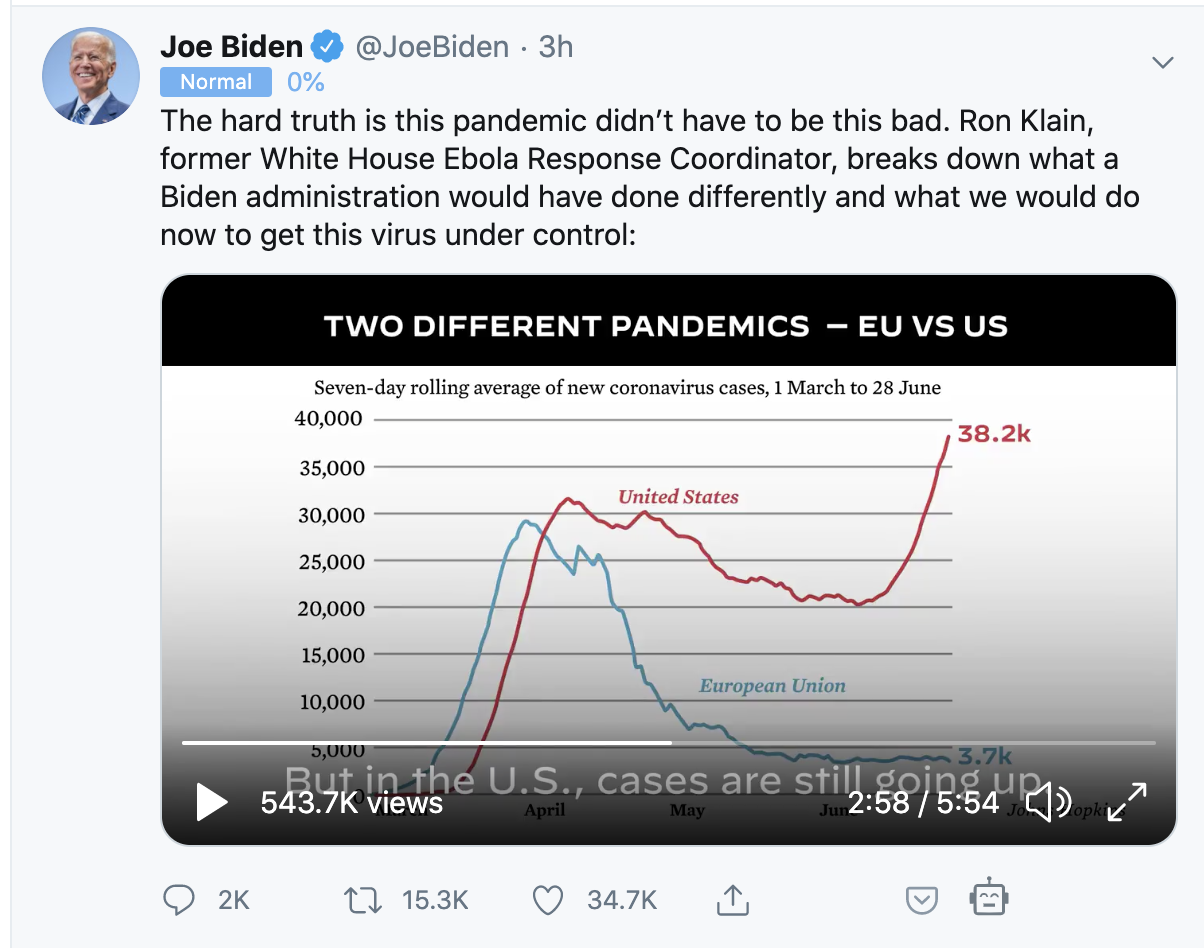 Joe Biden @JoeBiden · 3h
Normal 0%
The hard truth is this pandemic didn’t have to be this bad. Ron Klain,
former White House Ebola Response Coordinator, breaks down what a
Biden administration would have done differently and what we would do
now to get this virus under control:
TWO DIFFERENT PANDEMICS – EU VS US
Seven-day rolling average of new coronavirus cases, 1 March to 28 June
40,000
38.2k
35,000
United States
30,000
25,000
20,000
15,000
European Union
10,000
5,000
3.7k
But in the U.S., cases are still going up
0
543.7K views
2:58 / 5:54
March April May June Johns Hopkins
2K 15.3K 34.7K